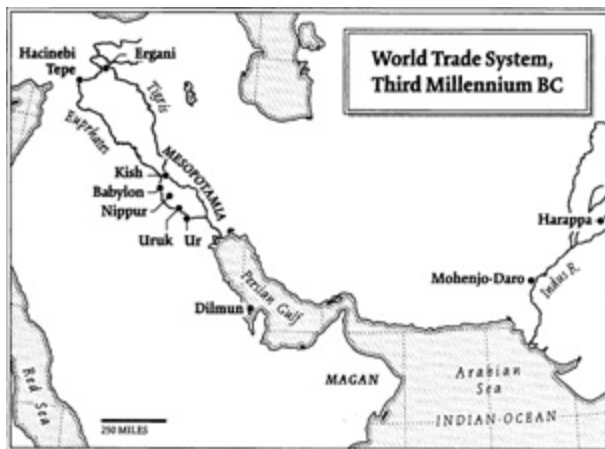 World Trade System,
Third Millennium BC
Hacinebi
Tepe
Ergani
Tigris
Euphrates
MESOPOTAMIA
Kish
Babylon
Nippur
Uruk
Ur
Harappa
Mohenjo-Daro
Indus R.
Persian Gulf
Dilmun
MAGAN
Arabian
Sea
INDIAN OCEAN
Red Sea
250 MILES